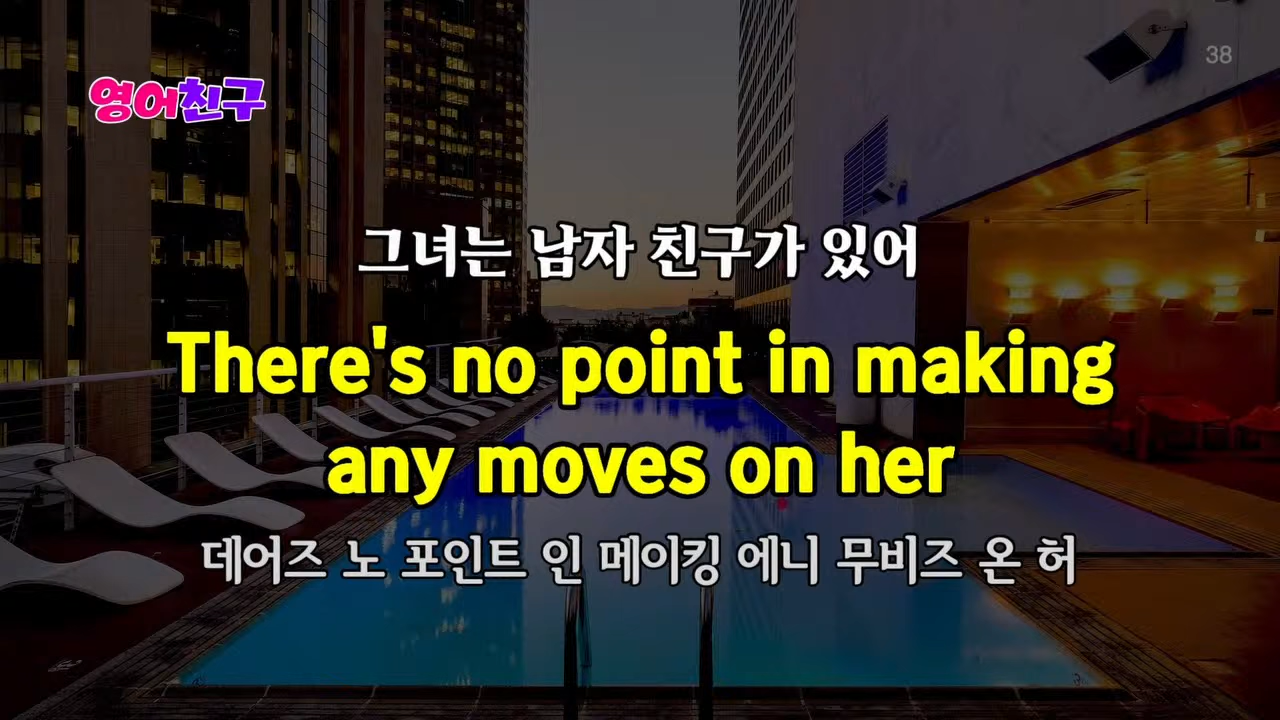 38
영어친구
그녀는 남자 친구가 있어
There's no point in making
any moves on her
데어즈 노 포인트 인 메이킹 에니 무비즈 온 허